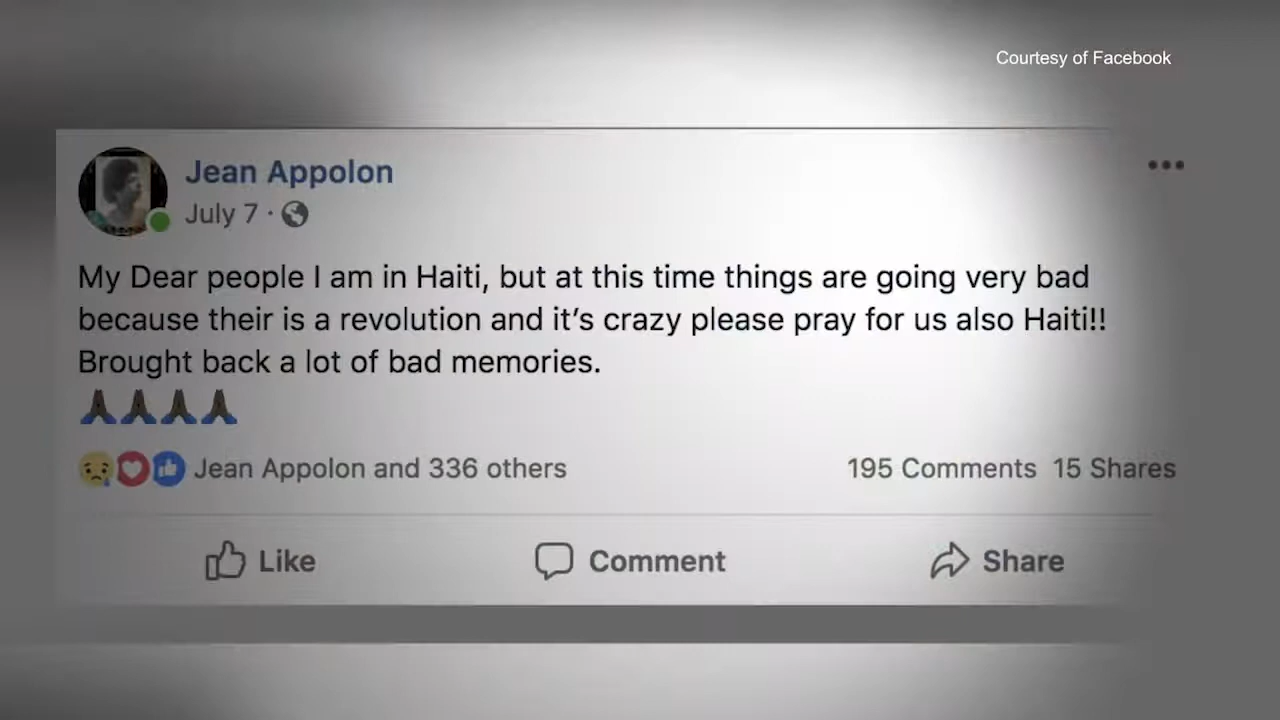 Courtesy of Facebook
Jean Appolon
July 7 ·
My Dear people I am in Haiti, but at this time things are going very bad
because their is a revolution and it’s crazy please pray for us also Haiti!!
Brought back a lot of bad memories.
Jean Appolon and 336 others
195 Comments 15 Shares
Like
Comment
Share